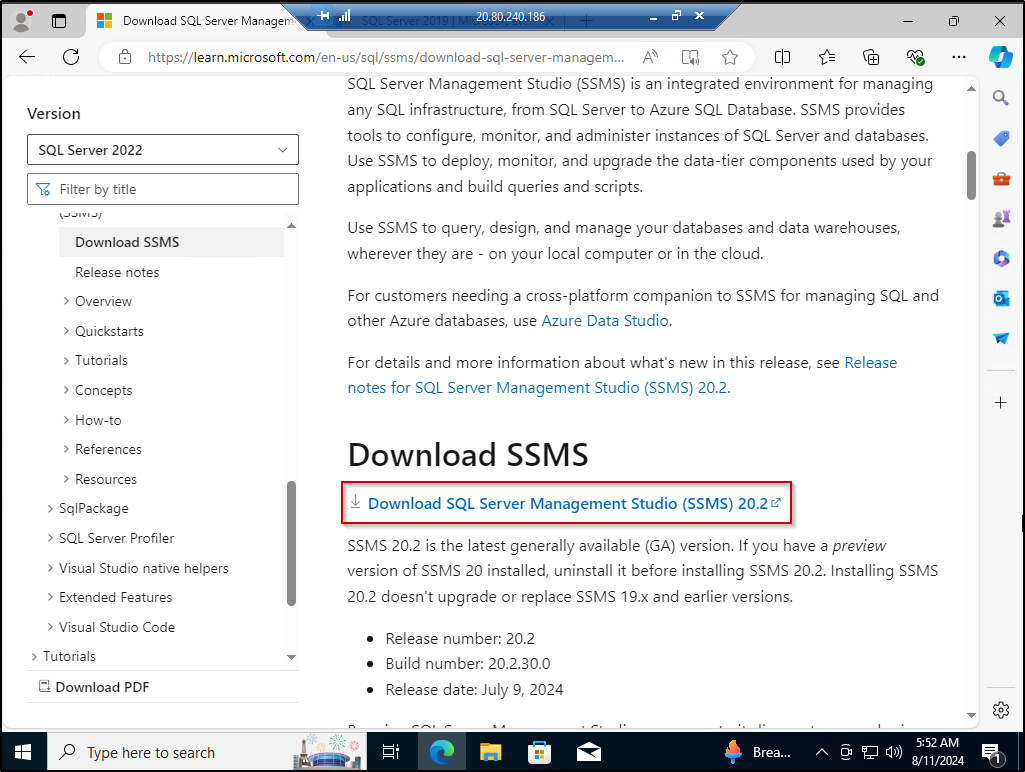 Download SQL Server Managem
SQL Server 2019 | Mi
20.80.240.186
https://learn.microsoft.com/en-us/sql/ssms/download-sql-server-managem...
Version
SQL Server 2022
Filter by title
(SSMS)
Download SSMS
Release notes
Overview
Quickstarts
Tutorials
Concepts
How-to
References
Resources
SqlPackage
SQL Server Profiler
Visual Studio native helpers
Extended Features
Visual Studio Code
Tutorials
Download PDF
SQL Server Management Studio (SSMS) is an integrated environment for managing
any SQL infrastructure, from SQL Server to Azure SQL Database. SSMS provides
tools to configure, monitor, and administer instances of SQL Server and databases.
Use SSMS to deploy, monitor, and upgrade the data-tier components used by your
applications and build queries and scripts.
Use SSMS to query, design, and manage your databases and data warehouses,
wherever they are - on your local computer or in the cloud.
For customers needing a cross-platform companion to SSMS for managing SQL and
other Azure databases, use Azure Data Studio.
For details and more information about what's new in this release, see Release
notes for SQL Server Management Studio (SSMS) 20.2.
Download SSMS
Download SQL Server Management Studio (SSMS) 20.2
SSMS 20.2 is the latest generally available (GA) version. If you have a preview
version of SSMS 20 installed, uninstall it before installing SSMS 20.2. Installing SSMS
20.2 doesn't upgrade or replace SSMS 19.x and earlier versions.
• Release number: 20.2
• Build number: 20.2.30.0
• Release date: July 9, 2024
Type here to search
Brea...
5:52 AM
8/11/2024
1